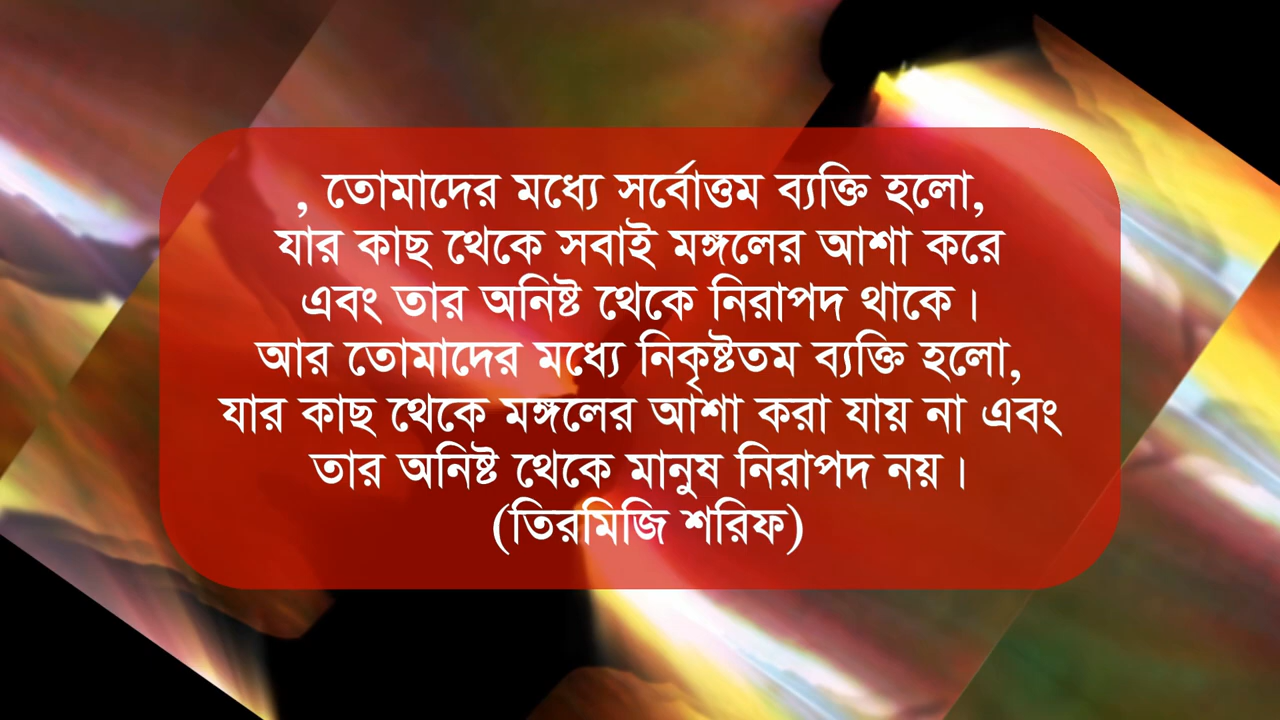 , তোমাদের মধ্যে সর্বোত্তম ব্যক্তি হলো,
যার কাছ থেকে সবাই মঙ্গলের আশা করে
এবং তার অনিষ্ট থেকে নিরাপদ থাকে।
আর তোমাদের মধ্যে নিকৃষ্টতম ব্যক্তি হলো,
যার কাছ থেকে মঙ্গলের আশা করা যায় না এবং
তার অনিষ্ট থেকে মানুষ নিরাপদ নয়।
(তিরমিজি শরিফ)